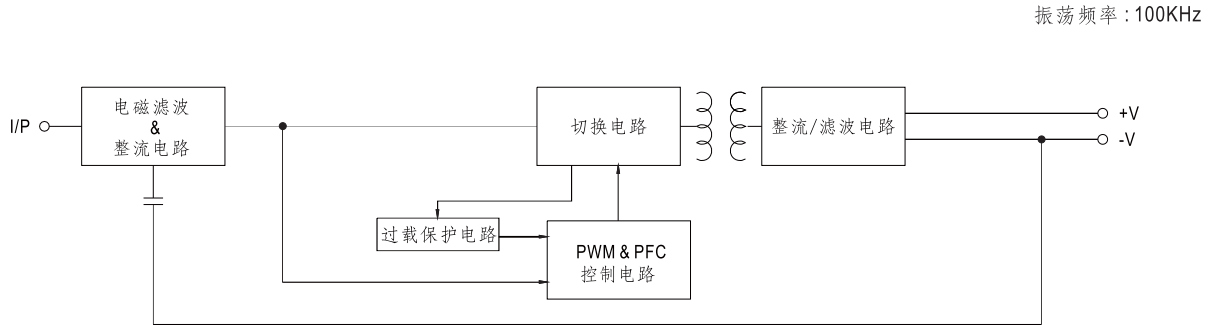 振荡频率 : 100KHz
I/P
电磁滤波
&
整流电路
切换电路
整流/滤波电路
+V
-V
过载保护电路
PWM & PFC
控制电路